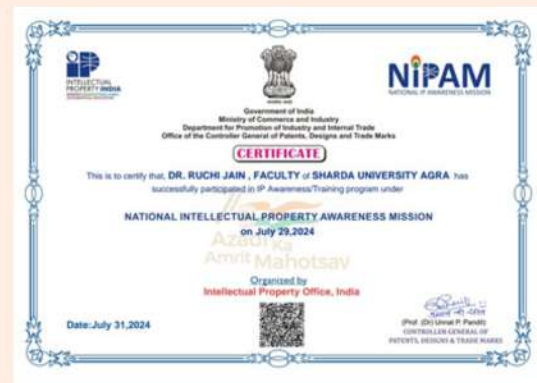 INTELLECTUAL
PROPERTY INDIA
NiPAM
NATIONAL IP AWARENESS MISSION
Government of India
Ministry of Commerce and Industry
Department for Promotion of Industry and Internal Trade
Office of the Controller General of Patents, Designs and Trade Marks
CERTIFICATE
This is to certify that, DR. RUCHI JAIN , FACULTY of SHARDA UNIVERSITY AGRA has
successfully participated in IP Awareness/Training program under
NATIONAL INTELLECTUAL PROPERTY AWARENESS MISSION
on July 29,2024
Azadi Ka
Amrit Mahotsav
Organized by
Intellectual Property Office, India
Date:July 31,2024
(Prof. (Dr) Unnat P. Pandit)
CONTROLLER GENERAL OF
PATENTS, DESIGNS & TRADE MARKS